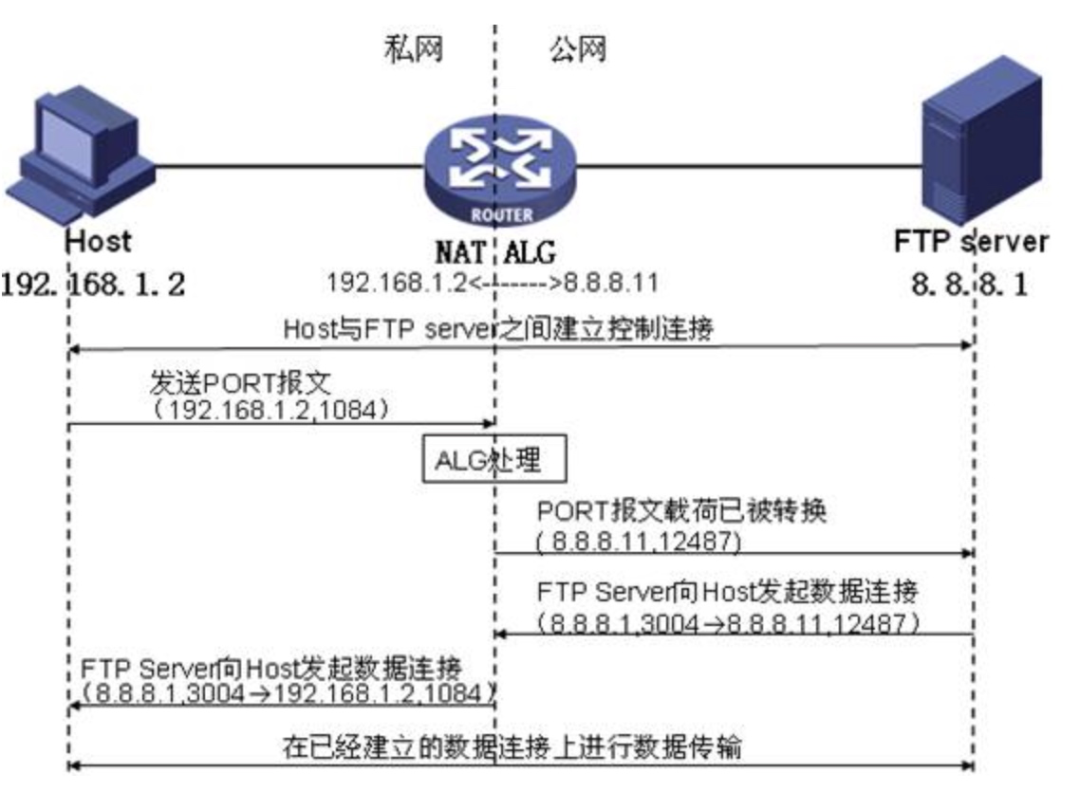 私网
公网
ROUTER
Host
NAT ALG
FTP server
192.168.1.2
192.168.1.2<------->8.8.8.11
8.8.8.1
Host与FTP server之间建立控制连接
发送PORT报文
（192.168.1.2,1084）
ALG处理
PORT报文载荷已被转换
( 8.8.8.11,12487)
FTP Server向Host发起数据连接
（8.8.8.1,3004→8.8.8.11,12487）
FTP Server向Host发起数据连接
（8.8.8.1,3004→192.168.1.2,1084）
在已经建立的数据连接上进行数据传输